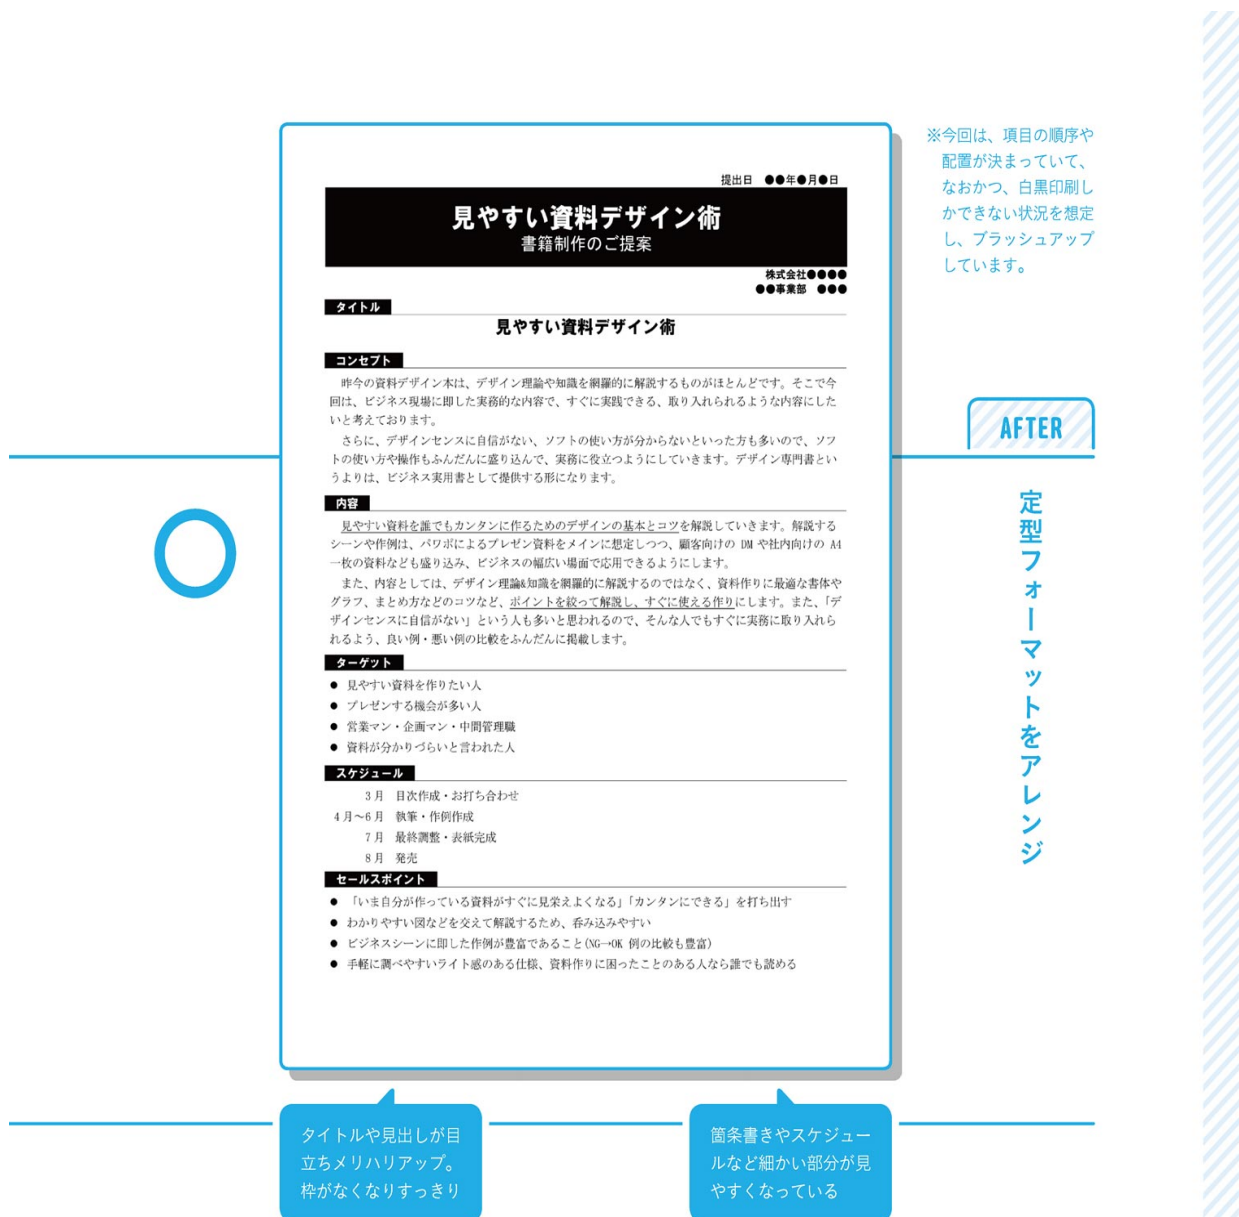 ※今回は、項目の順序や
配置が決まっていて、
なおかつ、白黒印刷し
かできない状況を想定
し、ブラッシュアップ
しています。
提出日　●●年●月●日
見やすい資料デザイン術
書籍制作のご提案
株式会社●●●●
●●事業部　●●●
タイトル
見やすい資料デザイン術
コンセプト
昨今の資料デザイン本は、デザイン理論や知識を網羅的に解説するものがほとんどです。そこで今
回は、ビジネス現場に即した実務的な内容で、すぐに実践できる、取り入れられるような内容にした
いと考えております。
さらに、デザインセンスに自信がない、ソフトの使い方が分からないといった方も多いので、ソフ
トの使い方や操作もふんだんに盛り込んで、実務に役立つようにしていきます。デザイン専門書とい
うよりは、ビジネス実用書として提供する形になります。
内容
見やすい資料を誰でもカンタンに作るためのデザインの基本とコツを解説していきます。解説する
シーンや作例は、パワポによるプレゼン資料をメインに想定しつつ、顧客向けの DM や社内向けの A4
一枚の資料なども盛り込み、ビジネスの幅広い場面で応用できるようにします。
また、内容としては、デザイン理論&知識を網羅的に解説するのではなく、資料作りに最適な書体や
グラフ、まとめ方などのコツなど、ポイントを絞って解説し、すぐに使える作りにします。また、「デ
ザインセンスに自信がない」という人も多いと思われるので、そんな人でもすぐに実務に取り入れら
れるよう、良い例・悪い例の比較をふんだんに掲載します。
ターゲット
● 見やすい資料を作りたい人
● プレゼンする機会が多い人
● 営業マン・企画マン・中間管理職
● 資料が分かりづらいと言われた人
スケジュール
3月　目次作成・お打ち合わせ
4月～6月　執筆・作例作成
7月　最終調整・表紙完成
8月　発売
セールスポイント
● 「いま自分が作っている資料がすぐに見栄えよくなる」「カンタンにできる」を打ち出す
● わかりやすい図などを交えて解説するため、呑み込みやすい
● ビジネスシーンに即した作例が豊富であること(NG→OK 例の比較も豊富)
● 手軽に調べやすいライト感のある仕様、資料作りに困ったことのある人なら誰でも読める
AFTER
定型フォーマットをアレンジ
タイトルや見出しが目
立ちメリハリアップ。
枠がなくなりすっきり
箇条書きやスケジュー
ルなど細かい部分が見
やすくなっている